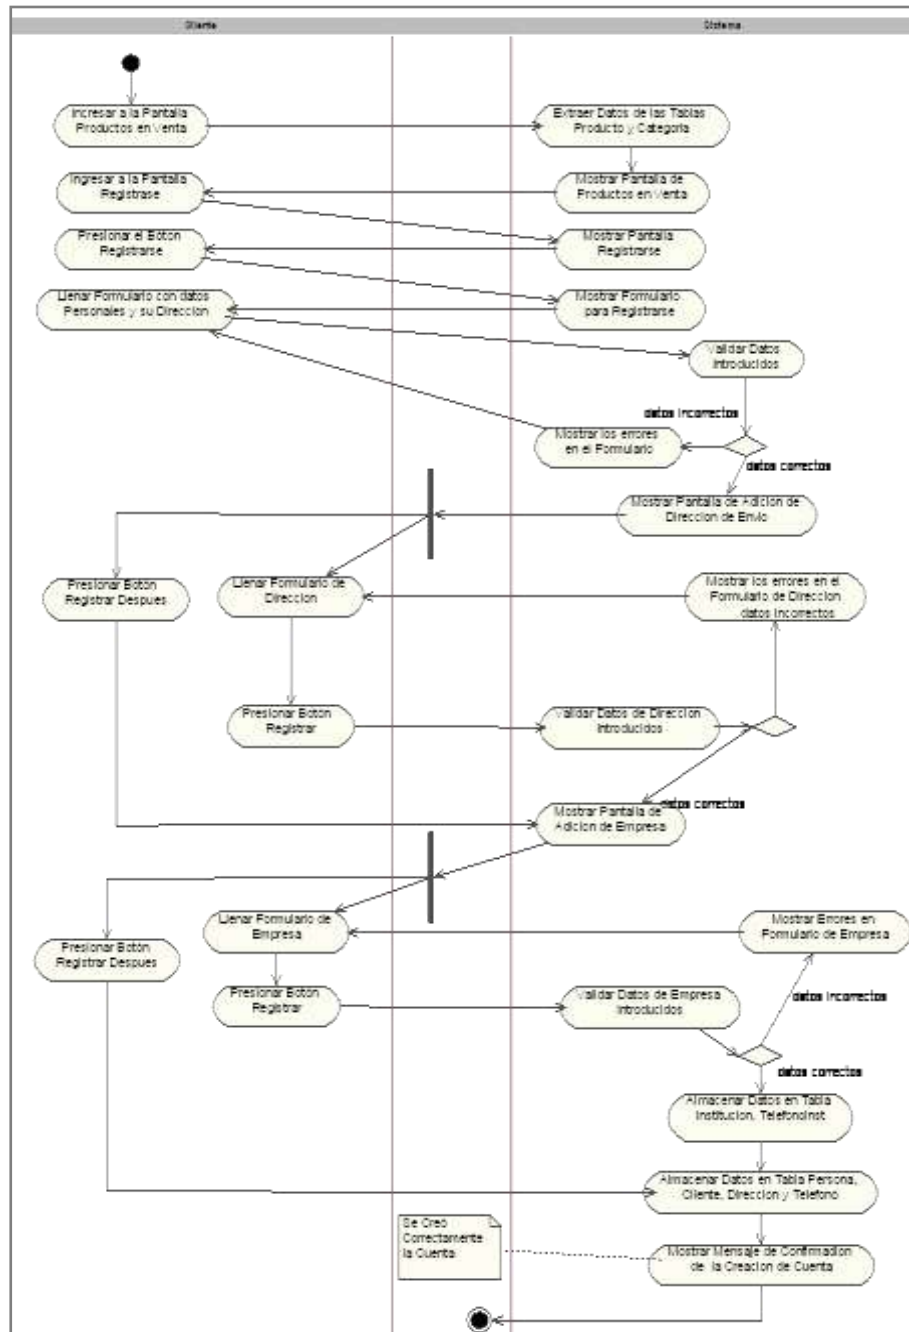 Cliente
Sistema
Ingresar a la Pantalla
Productos en Venta
Extraer Datos de las Tablas
Producto y Categoria
Ingresar a la Pantalla
Registrase
Mostrar Pantalla de
Productos en Venta
Presionar el Boton
Registrarse
Mostrar Pantalla
Registrarse
Llenar Formulario con datos
Personales y su Direccion
Mostrar Formulario
para Registrarse
Validar Datos
Introducidos
datos incorrectos
Mostrar los errores
en el Formulario
datos correctos
Mostrar Pantalla de Adicion de
Direccion de Envio
Presionar Botón
Registrar Despues
Llenar Formulario de
Direccion
Mostrar los errores en el
Formulario de Direccion
datos incorrectos
Presionar Botón
Registrar
Validar Datos de Direccion
Introducidos
datos correctos
Mostrar Pantalla de
Adicion de Empresa
Llenar Formulario de
Empresa
Mostrar Errores en
Formulario de Empresa
Presionar Botón
Registrar Despues
Presionar Botón
Registrar
Validar Datos de Empresa
Introducidos
datos incorrectos
datos correctos
Almacenar Datos en Tabla
Institucion, TelefonoInst
Almacenar Datos en Tabla Persona,
Cliente, Direccion y Telefono
Se Creó
Correctamente
la Cuenta
Mostrar Mensaje de Confirmacion
de la Creacion de Cuenta